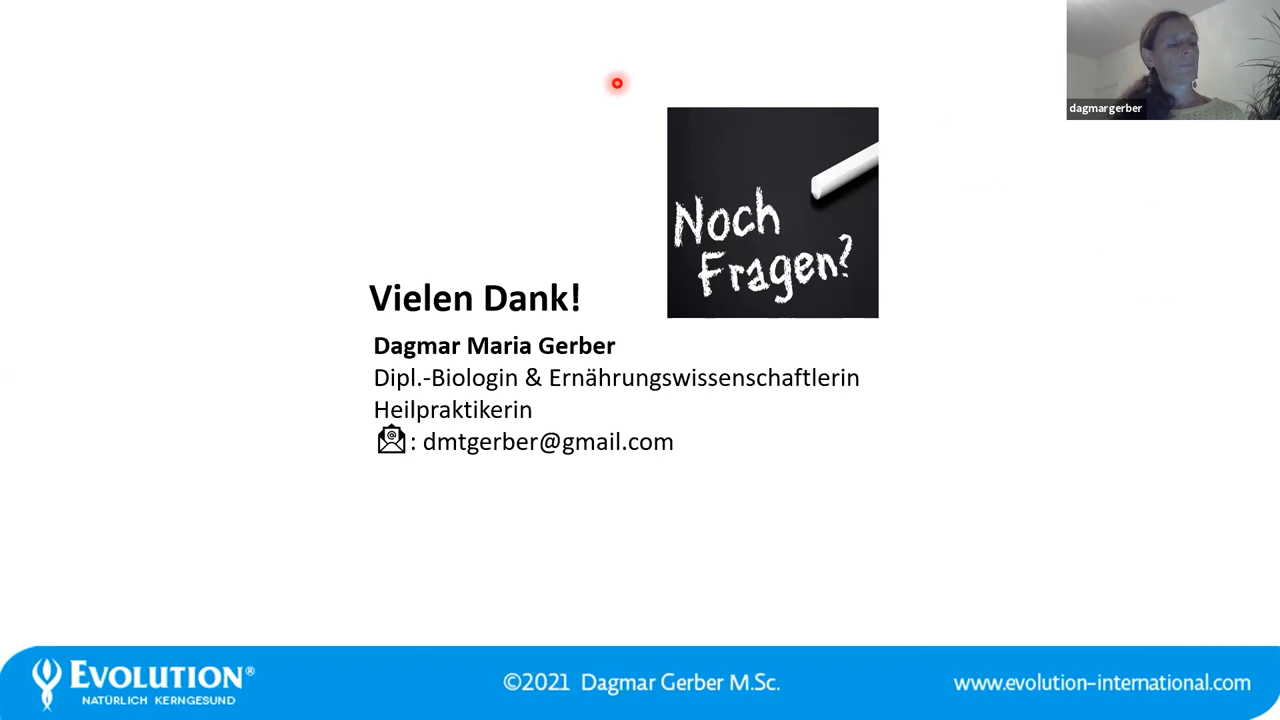 dagmargerber
Noch
Fragen?
Vielen Dank!
Dagmar Maria Gerber
Dipl.-Biologin & Ernährungswissenschaftlerin
Heilpraktikerin
: dmtgerber@gmail.com
EVOLUTION®
NATÜRLICH KERNGESUND
©2021 Dagmar Gerber M.Sc.
www.evolution-international.com